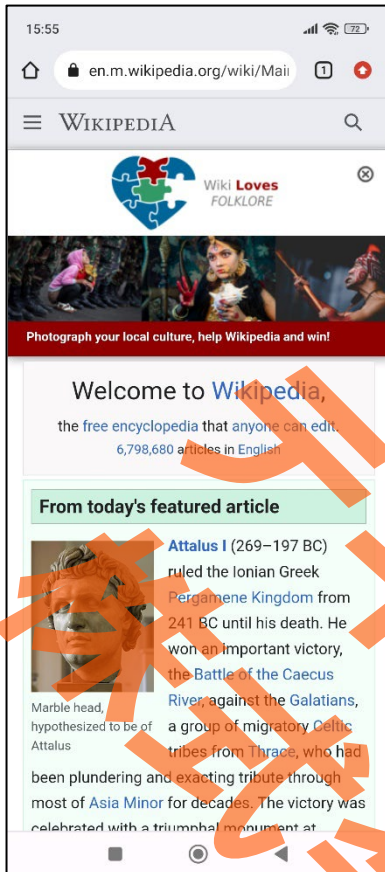 15:55
72
en.m.wikipedia.org/wiki/Mai
1
WIKIPEDIA
Wiki Loves
FOLKLORE
Photograph your local culture, help Wikipedia and win!
Welcome to Wikipedia,
the free encyclopedia that anyone can edit.
6,798,680 articles in English
From today's featured article
Attalus I (269–197 BC)
ruled the Ionian Greek
Pergamene Kingdom from
241 BC until his death. He
won an important victory,
the Battle of the Caecus
River, against the Galatians,
a group of migratory Celtic
tribes from Thrace, who had
Marble head,
hypothesized to be of
Attalus
been plundering and exacting tribute through
most of Asia Minor for decades. The victory was
celebrated with a triumphal monument at